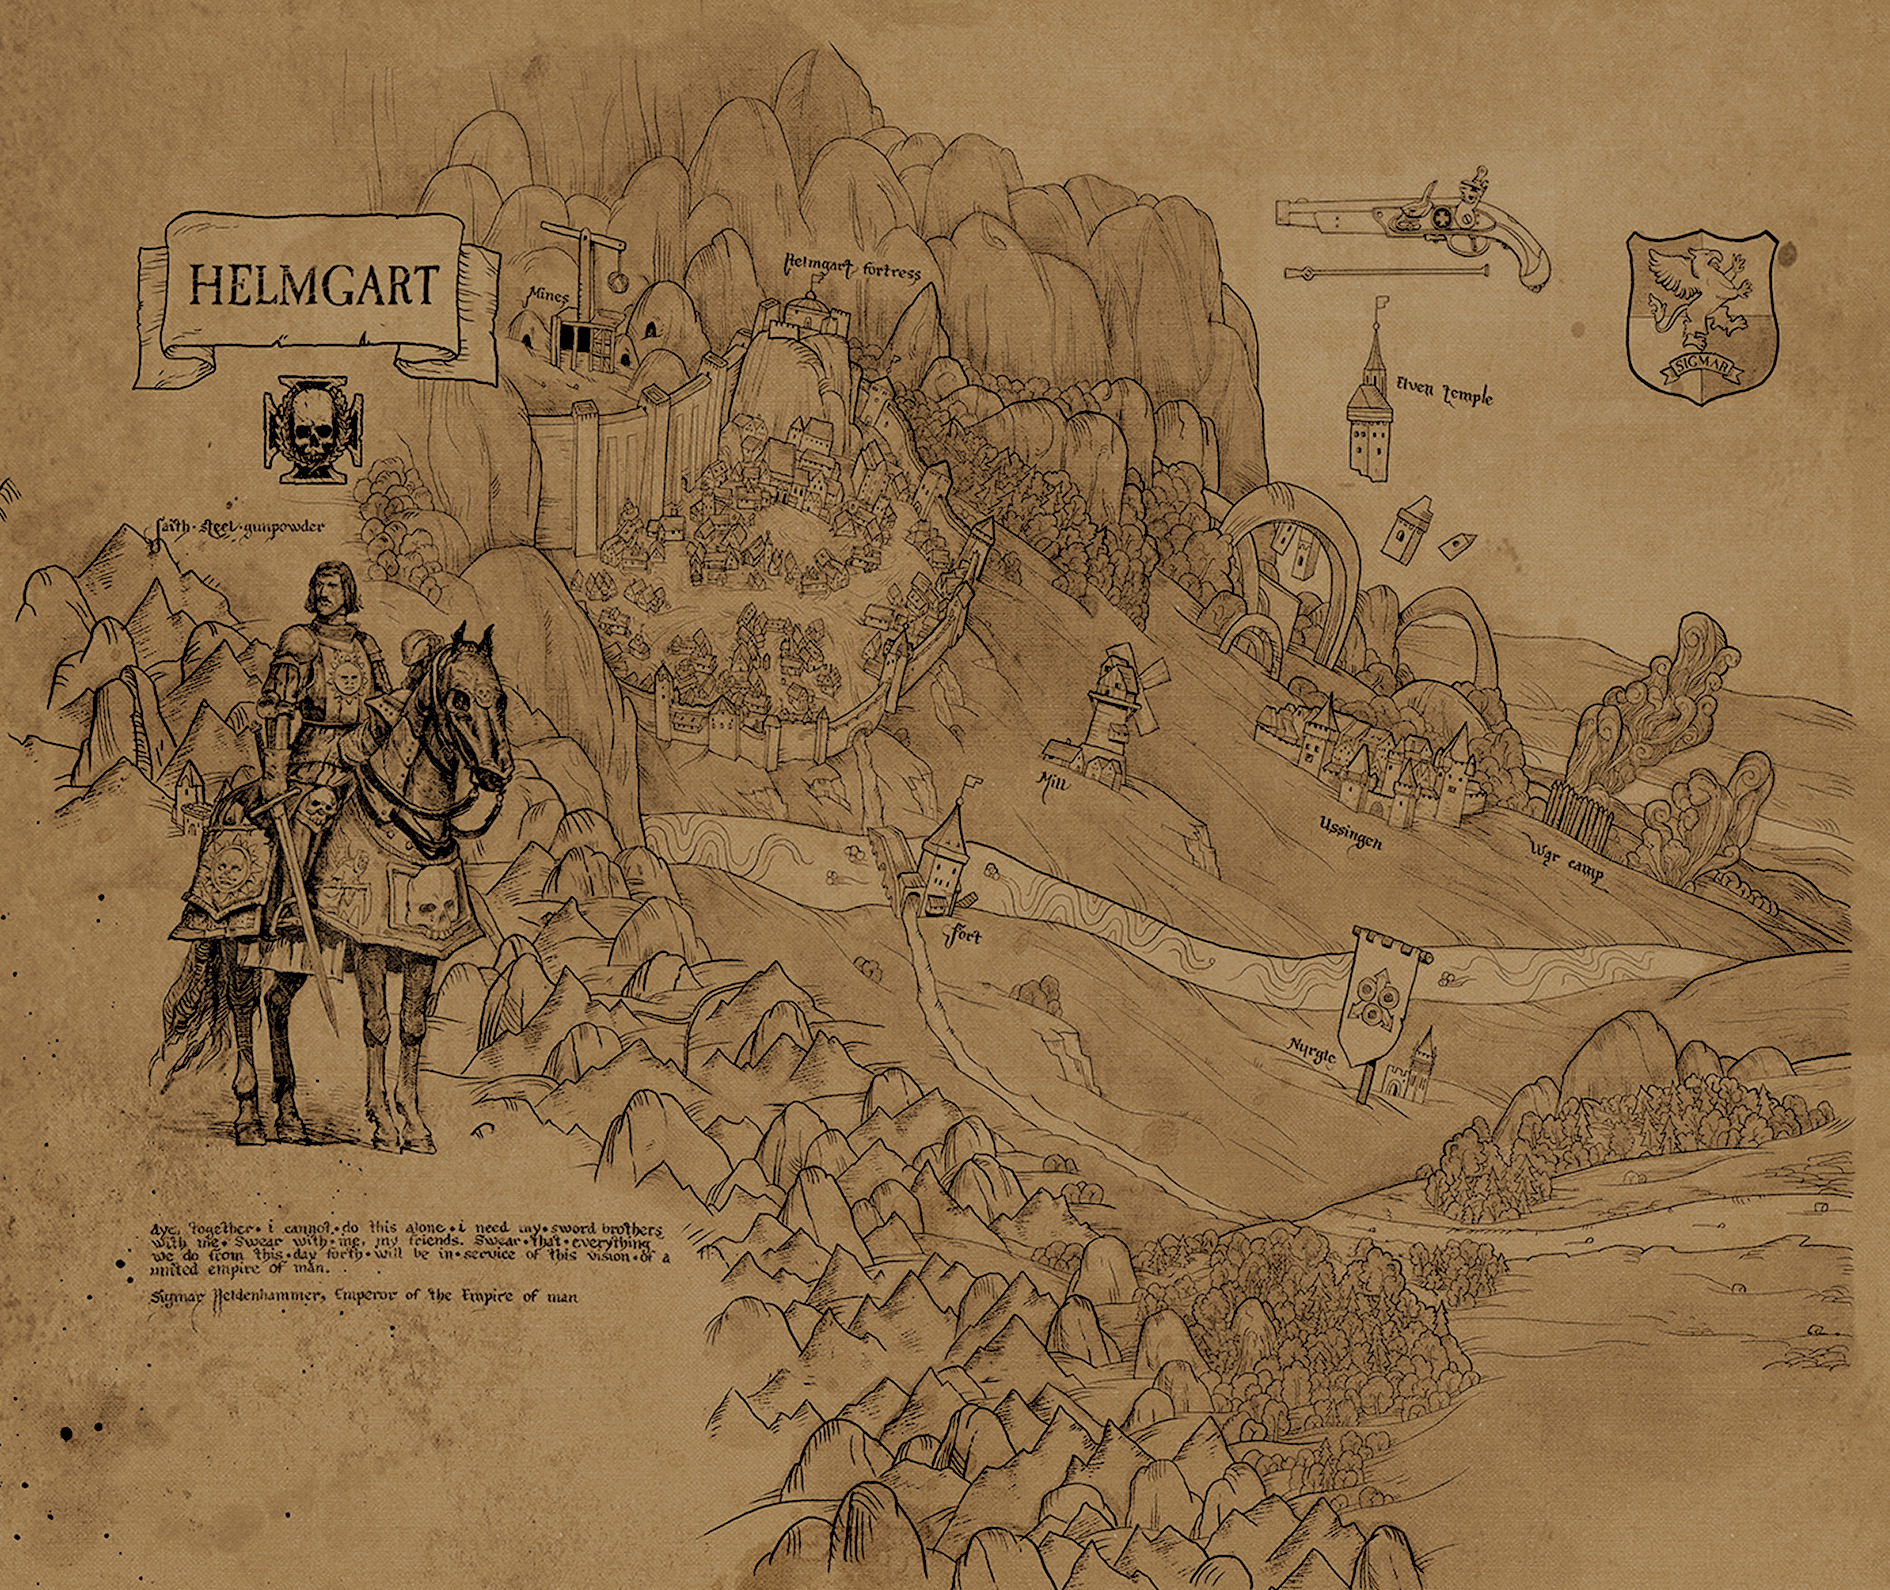 HELMGART
Mines
Helmgart fortress
SIGMAR
Elven temple
faith · steel · gunpowder
Mill
Ussingen
War camp
fort
Nurgle
Aye, together • i cannot • do this alone • i need my • sword brothers
with me • Swear with • me, my friends. Swear • that • everything
we do from this • day forth • will be in • service of this vision • of a
united empire of man.
Sigmar Heldenhammer, Emperor of the Empire of man